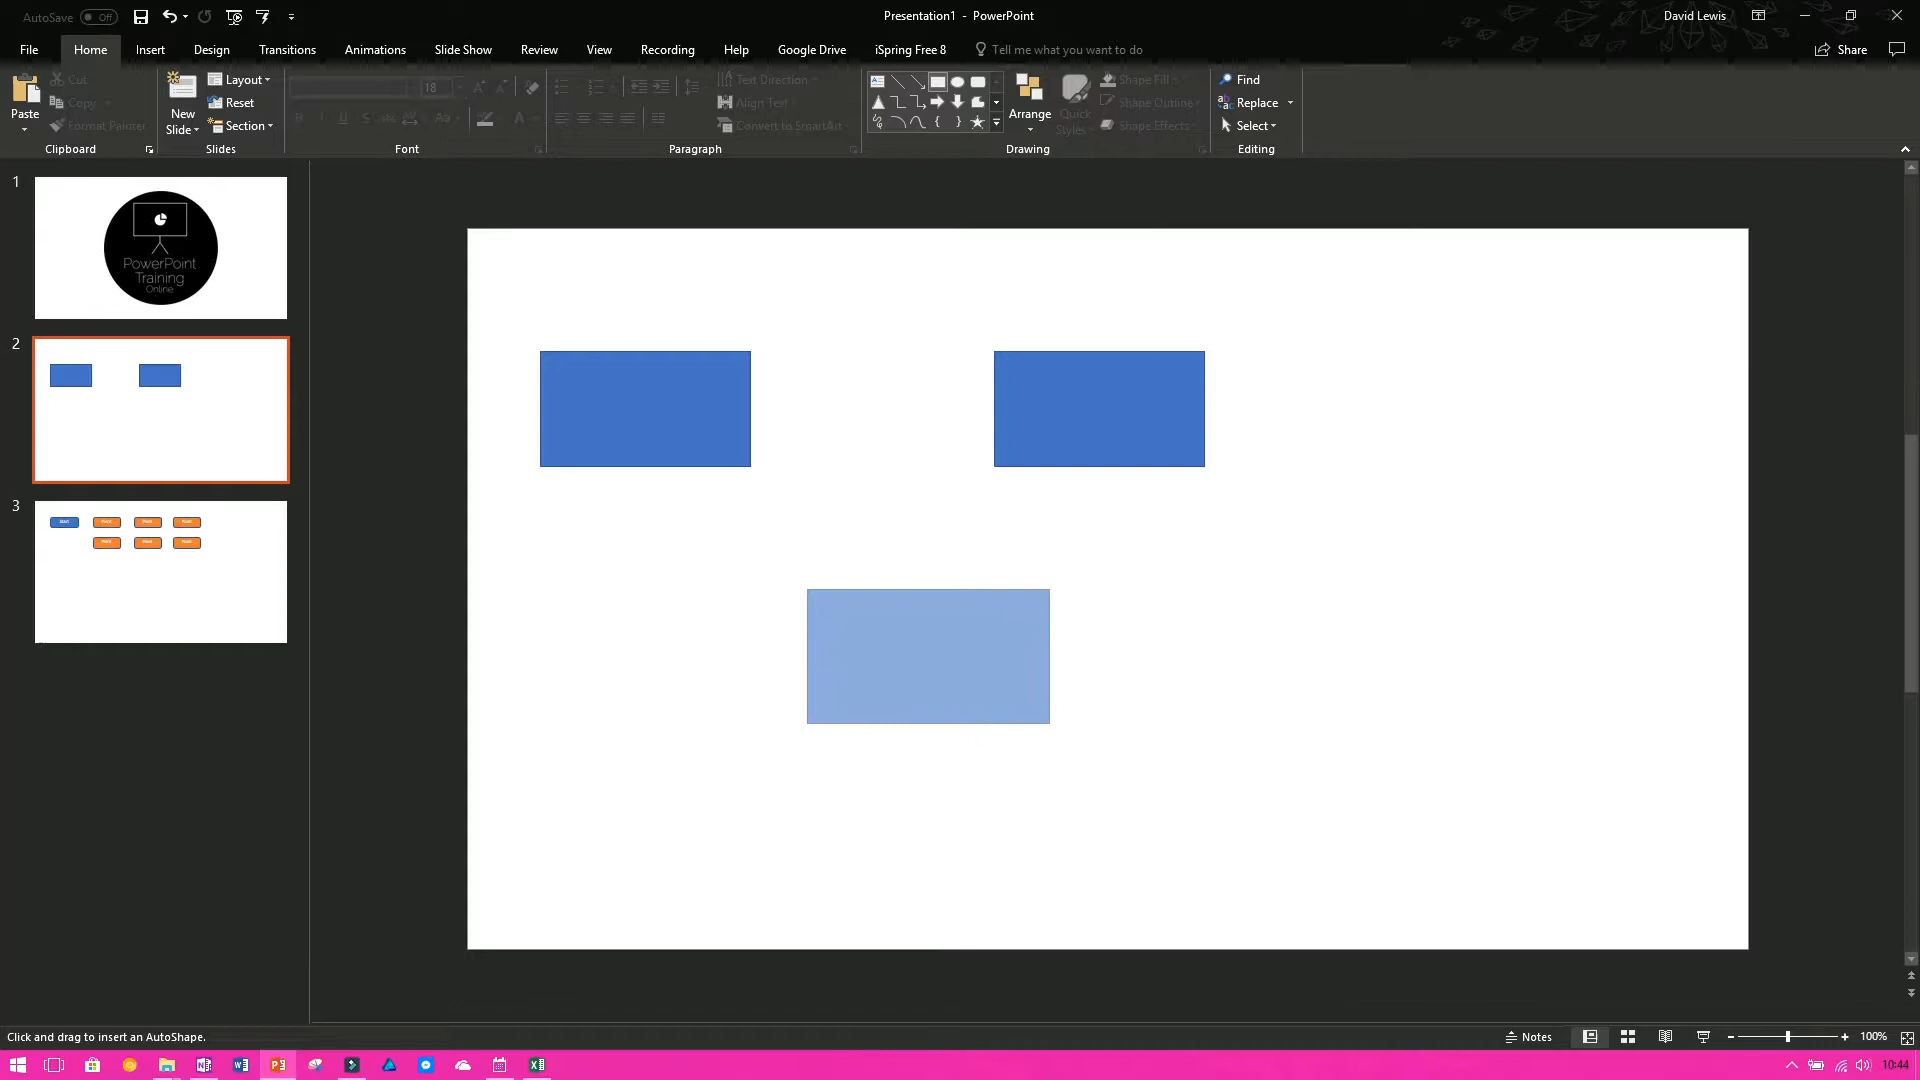 AutoSave Off
Presentation1 - PowerPoint
David Lewis
File Home Insert Design Transitions Animations Slide Show Review View Recording Help Google Drive iSpring Free 8 Tell me what you want to do
Share
Paste
Cut
Copy
Format Painter
Clipboard
New Slide
Layout
Reset
Section
Slides
18
Aa
Font
Text Direction
Align Text
Convert to SmartArt
Paragraph
Arrange
Quick Styles
Shape Fill
Shape Outline
Shape Effects
Drawing
Find
Replace
Select
Editing
1
PowerPoint
Training
Online
2
3
Click and drag to insert an AutoShape.
Notes
100%
10:44